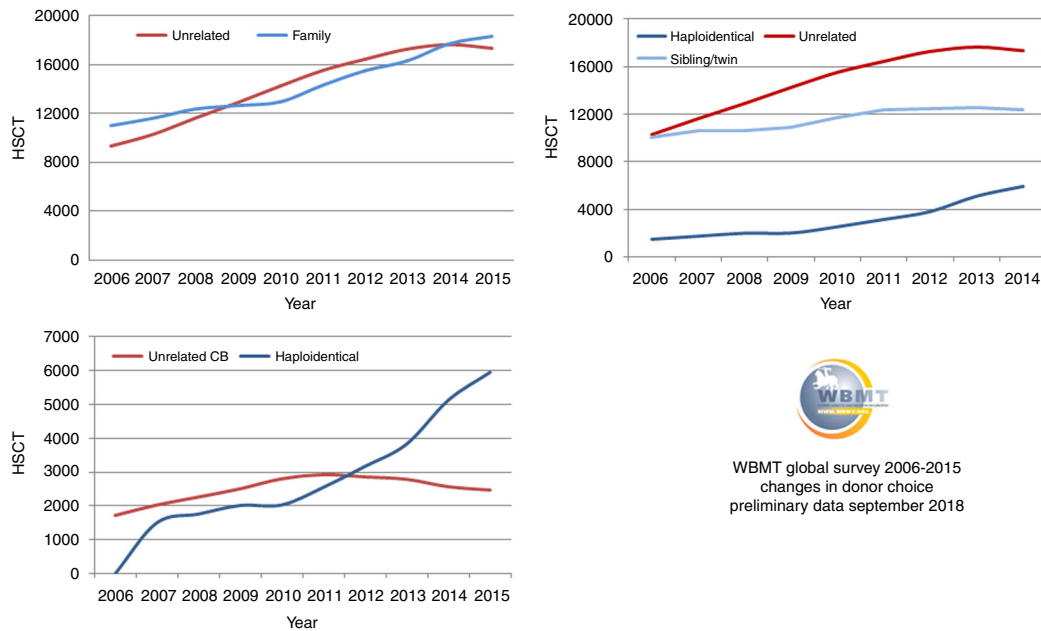 20000
16000
12000
8000
4000
0
HSCT
Unrelated
Family
2006 2007 2008 2009 2010 2011 2012 2013 2014 2015
Year
20000
16000
12000
8000
4000
0
HSCT
Haploidentical
Unrelated
Sibling/twin
2006 2007 2008 2009 2010 2011 2012 2013 2014
Year
7000
6000
5000
4000
3000
2000
1000
0
HSCT
Unrelated CB
Haploidentical
2006 2007 2008 2009 2010 2011 2012 2013 2014 2015
Year
WBMT
WWW.WBMT.ORG
WBMT global survey 2006-2015
changes in donor choice
preliminary data september 2018